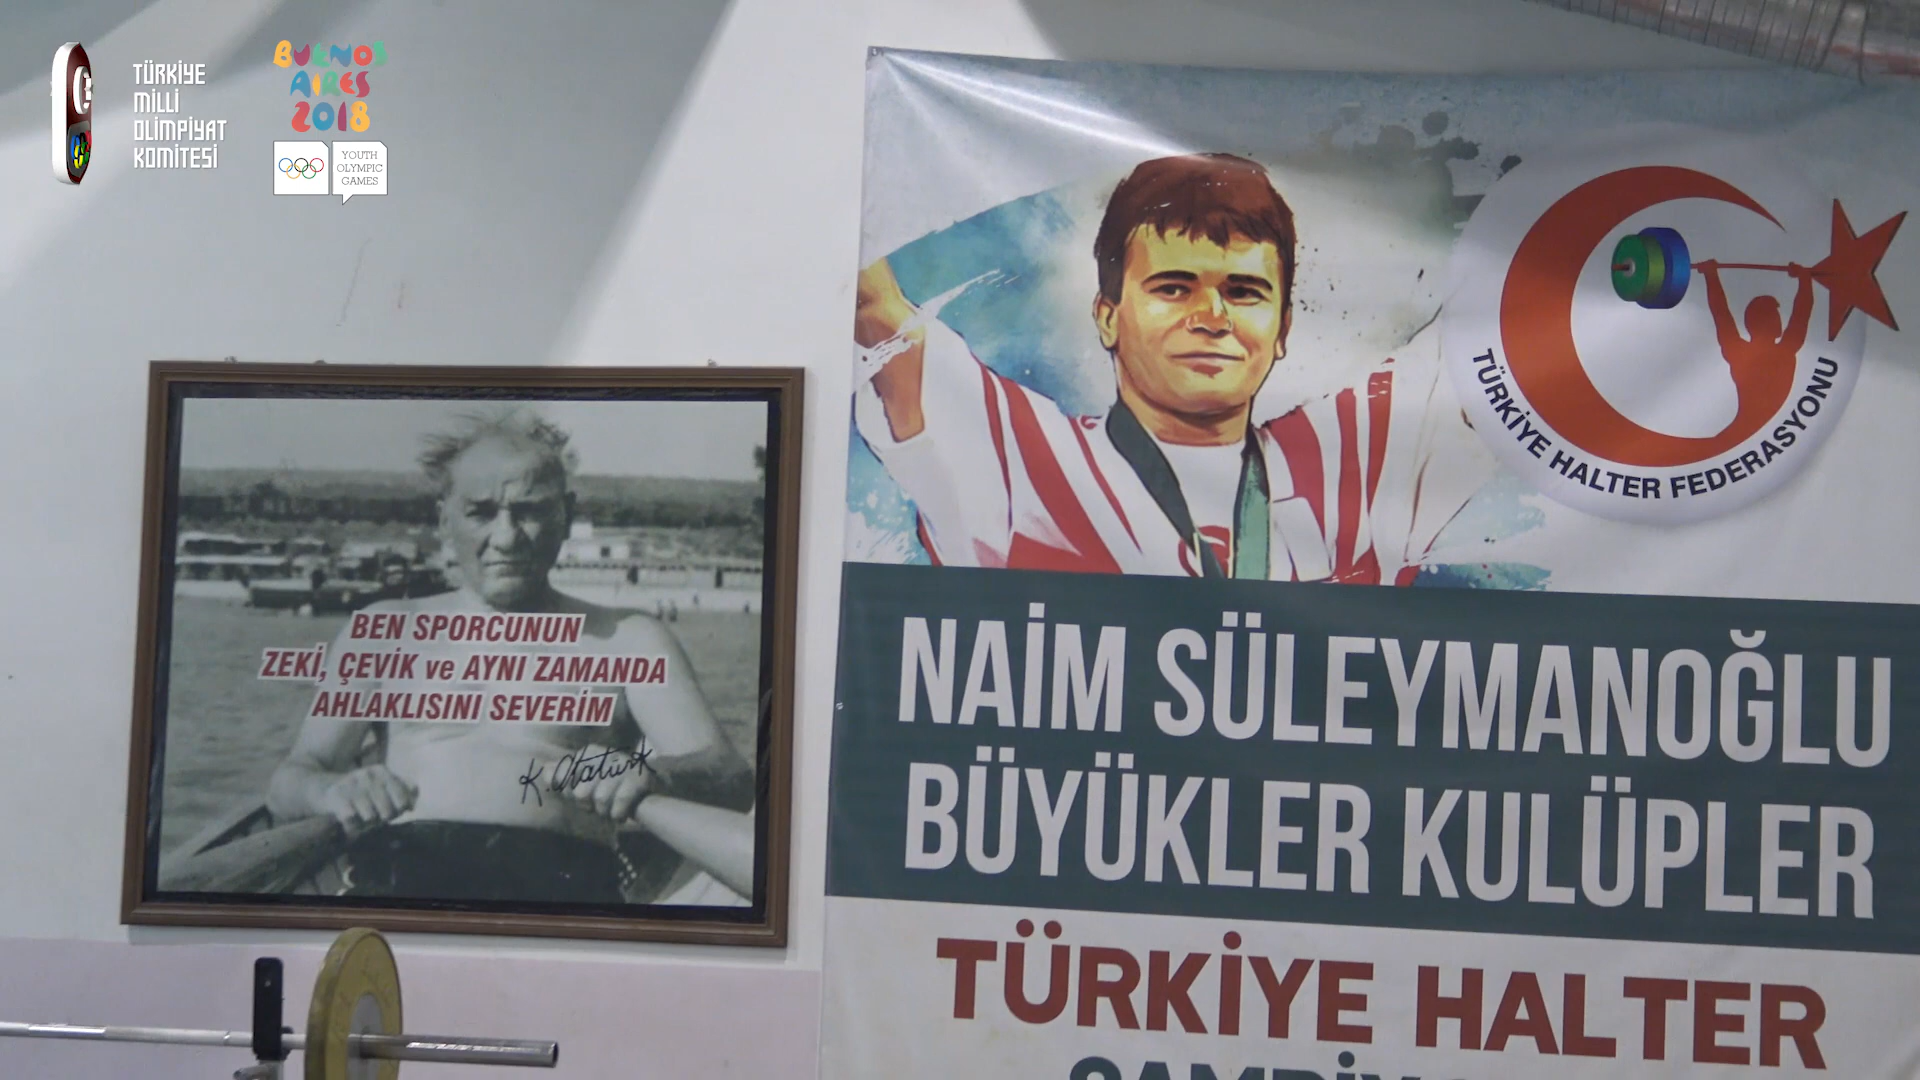 TÜRKİYE
MİLLİ
OLİMPİYAT
KOMİTESİ
BUENOS
AIRES
2018
YOUTH
OLYMPIC
GAMES
BEN SPORCUNUN
ZEKİ, ÇEVİK ve AYNI ZAMANDA
AHLAKLISINI SEVERİM
K. Atatürk
TÜRKİYE HALTER FEDERASYONU
NAİM SÜLEYMANOĞLU
BÜYÜKLER KULÜPLER
TÜRKİYE HALTER